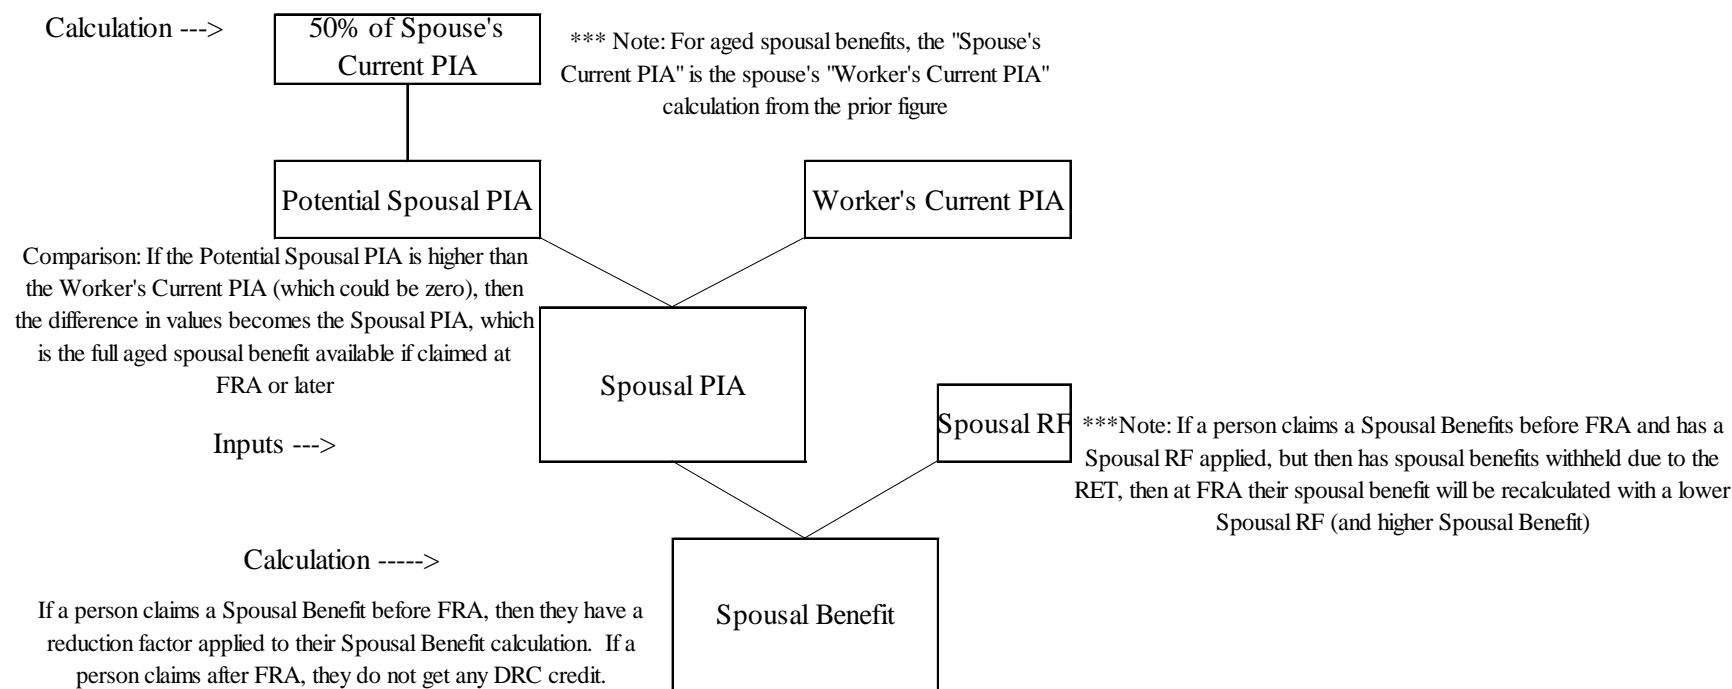 Calculation --->
50% of Spouse's
Current PIA
*** Note: For aged spousal benefits, the "Spouse's
Current PIA" is the spouse's "Worker's Current PIA"
calculation from the prior figure
Potential Spousal PIA
Worker's Current PIA
Comparison: If the Potential Spousal PIA is higher than
the Worker's Current PIA (which could be zero), then
the difference in values becomes the Spousal PIA, which
is the full aged spousal benefit available if claimed at
FRA or later
Spousal PIA
Inputs --->
Spousal RF
***Note: If a person claims a Spousal Benefits before FRA and has a
Spousal RF applied, but then has spousal benefits withheld due to the
RET, then at FRA their spousal benefit will be recalculated with a lower
Spousal RF (and higher Spousal Benefit)
Calculation ----->
If a person claims a Spousal Benefit before FRA, then they have a
reduction factor applied to their Spousal Benefit calculation.  If a
person claims after FRA, they do not get any DRC credit.
Spousal Benefit